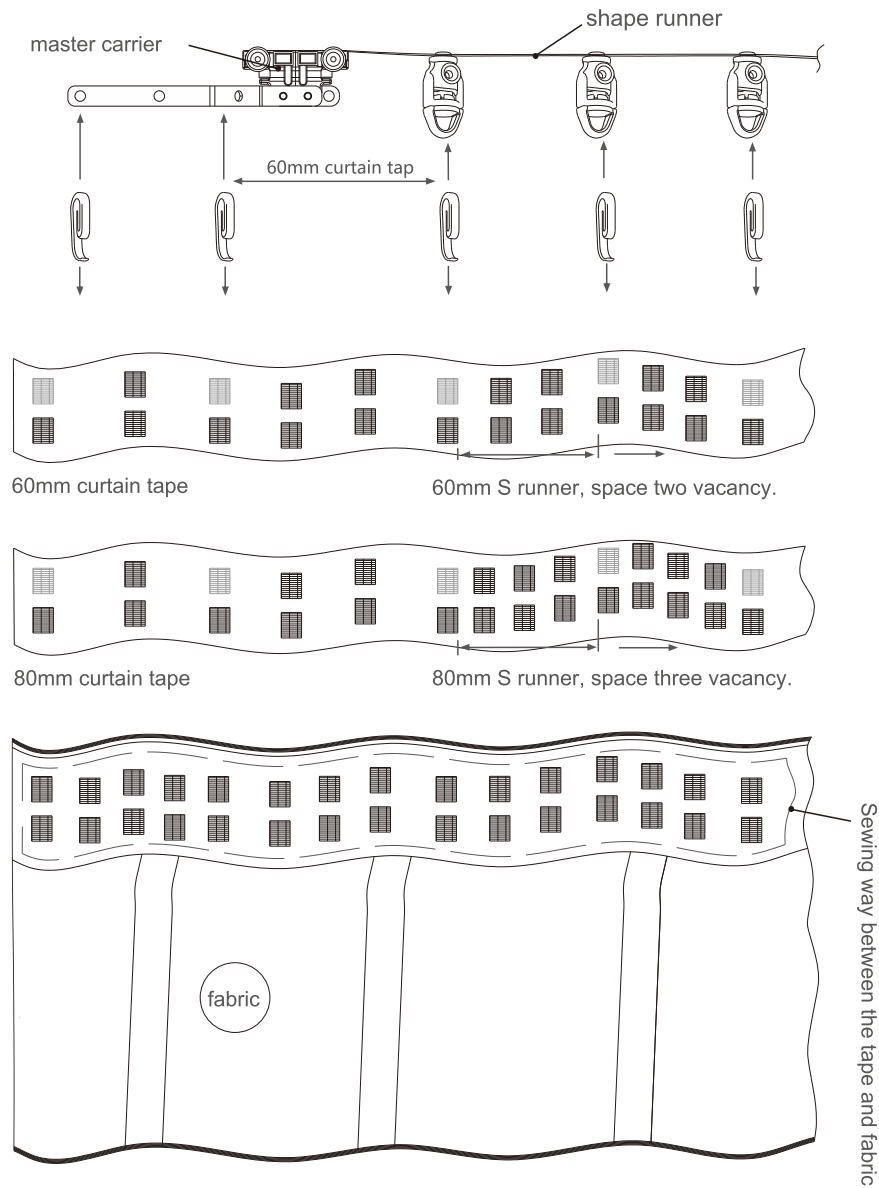 shape runner
master carrier
60mm curtain tap
60mm curtain tape
60mm S runner, space two vacancy.
80mm curtain tape
80mm S runner, space three vacancy.
Sewing way between the tape and fabric
fabric